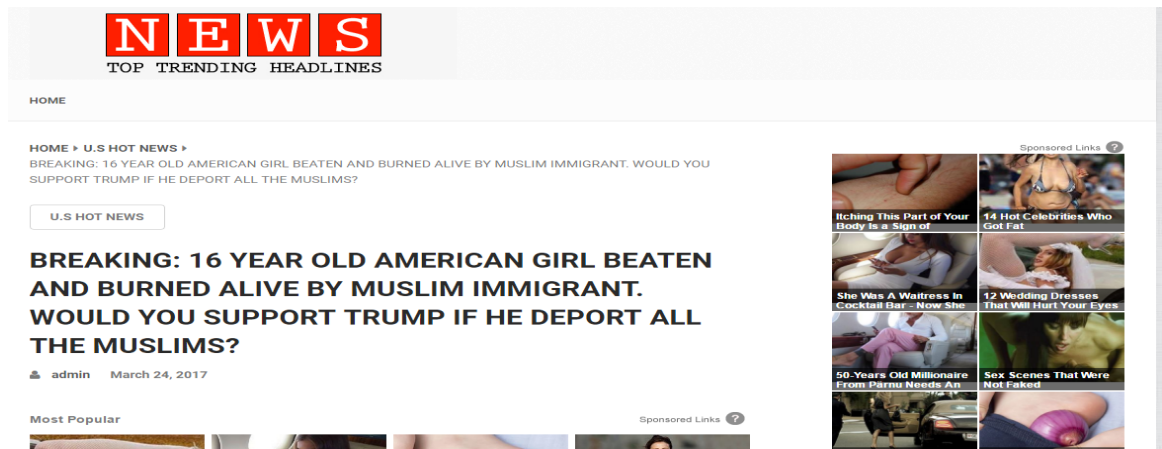 NEWS
TOP TRENDING HEADLINES
HOME
HOME ▸ U.S HOT NEWS ▸
BREAKING: 16 YEAR OLD AMERICAN GIRL BEATEN AND BURNED ALIVE BY MUSLIM IMMIGRANT. WOULD YOU
SUPPORT TRUMP IF HE DEPORT ALL THE MUSLIMS?
U.S HOT NEWS
BREAKING: 16 YEAR OLD AMERICAN GIRL BEATEN
AND BURNED ALIVE BY MUSLIM IMMIGRANT.
WOULD YOU SUPPORT TRUMP IF HE DEPORT ALL
THE MUSLIMS?
admin March 24, 2017
Most Popular
Sponsored Links ?
Sponsored Links ?
Itching This Part of Your
Body Is a Sign of
14 Hot Celebrities Who
Got Fat
She Was A Waitress In
Cocktail Bar - Now She
12 Wedding Dresses
That Will Hurt Your Eyes
50-Years Old Millionaire
From Pärnu Needs An
Sex Scenes That Were
Not Faked